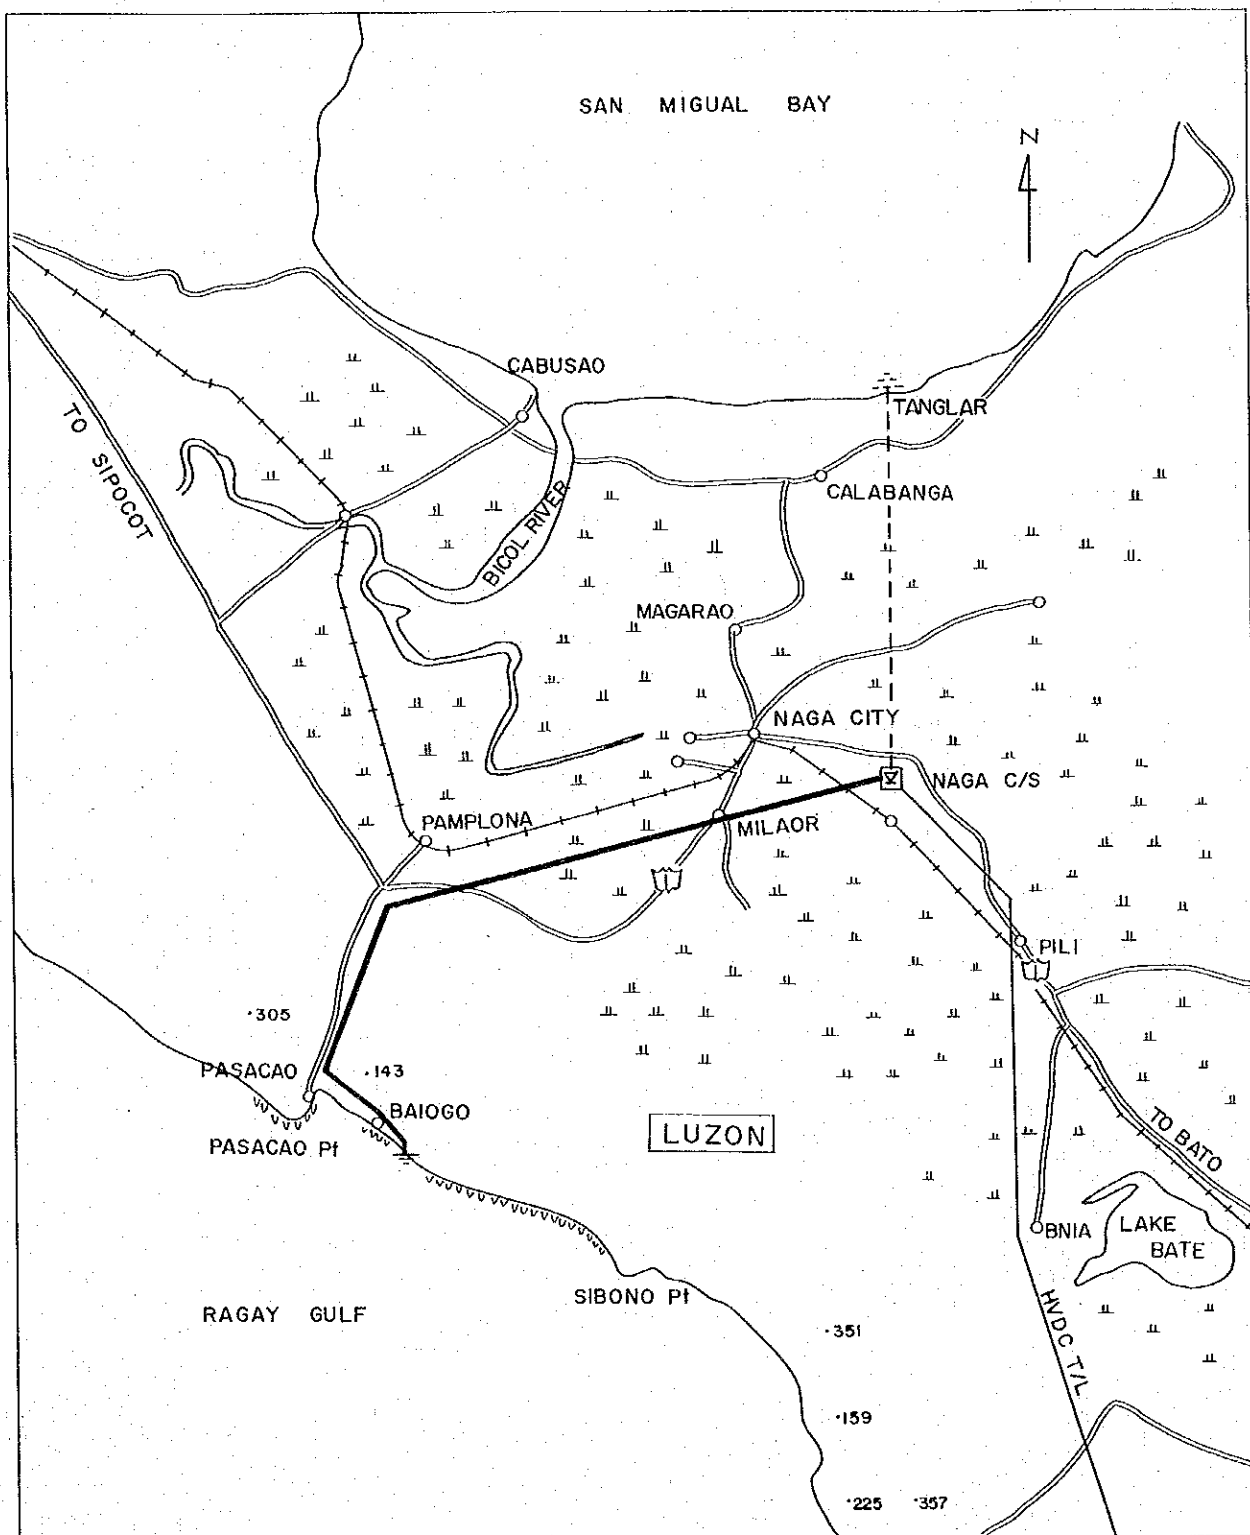 SAN MIGUAL BAY
N
CABUSAO
TANGLAR
TO SIPOCOT
CALABANGA
BICOL RIVER
MAGARAO
NAGA CITY
NAGA C/S
PAMPLONA
MILAOR
1
PILI
1
·305
PASACAO
·143
BAIOGO
LUZON
PASACAO Pt
TO BATO
BNIA
LAKE
BATE
SIBONO Pt
RAGAY GULF
HVDC T/L
·351
·159
·225
·357